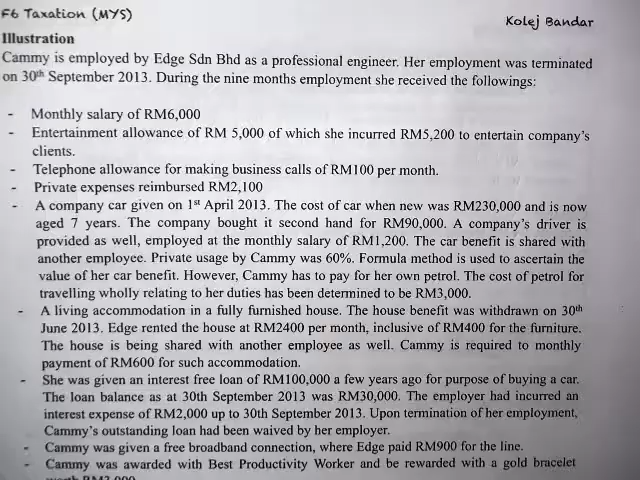 F6 Taxation (MYS)
Kolej Bandar
Illustration
Cammy is employed by Edge Sdn Bhd as a professional engineer. Her employment was terminated
on 30th September 2013. During the nine months employment she received the followings:
- Monthly salary of RM6,000
- Entertainment allowance of RM 5,000 of which she incurred RM5,200 to entertain company's
clients.
- Telephone allowance for making business calls of RM100 per month.
- Private expenses reimbursed RM2,100
- A company car given on 1st April 2013. The cost of car when new was RM230,000 and is now
aged 7 years. The company bought it second hand for RM90,000. A company's driver is
provided as well, employed at the monthly salary of RM1,200. The car benefit is shared with
another employee. Private usage by Cammy was 60%. Formula method is used to ascertain the
value of her car benefit. However, Cammy has to pay for her own petrol. The cost of petrol for
travelling wholly relating to her duties has been determined to be RM3,000.
- A living accommodation in a fully furnished house. The house benefit was withdrawn on 30th
June 2013. Edge rented the house at RM2400 per month, inclusive of RM400 for the furniture.
The house is being shared with another employee as well. Cammy is required to monthly
payment of RM600 for such accommodation.
- She was given an interest free loan of RM100,000 a few years ago for purpose of buying a car.
The loan balance as at 30th September 2013 was RM30,000. The employer had incurred an
interest expense of RM2,000 up to 30th September 2013. Upon termination of her employment,
Cammy's outstanding loan had been waived by her employer.
- Cammy was given a free broadband connection, where Edge paid RM900 for the line.
- Cammy was awarded with Best Productivity Worker and be rewarded with a gold bracelet